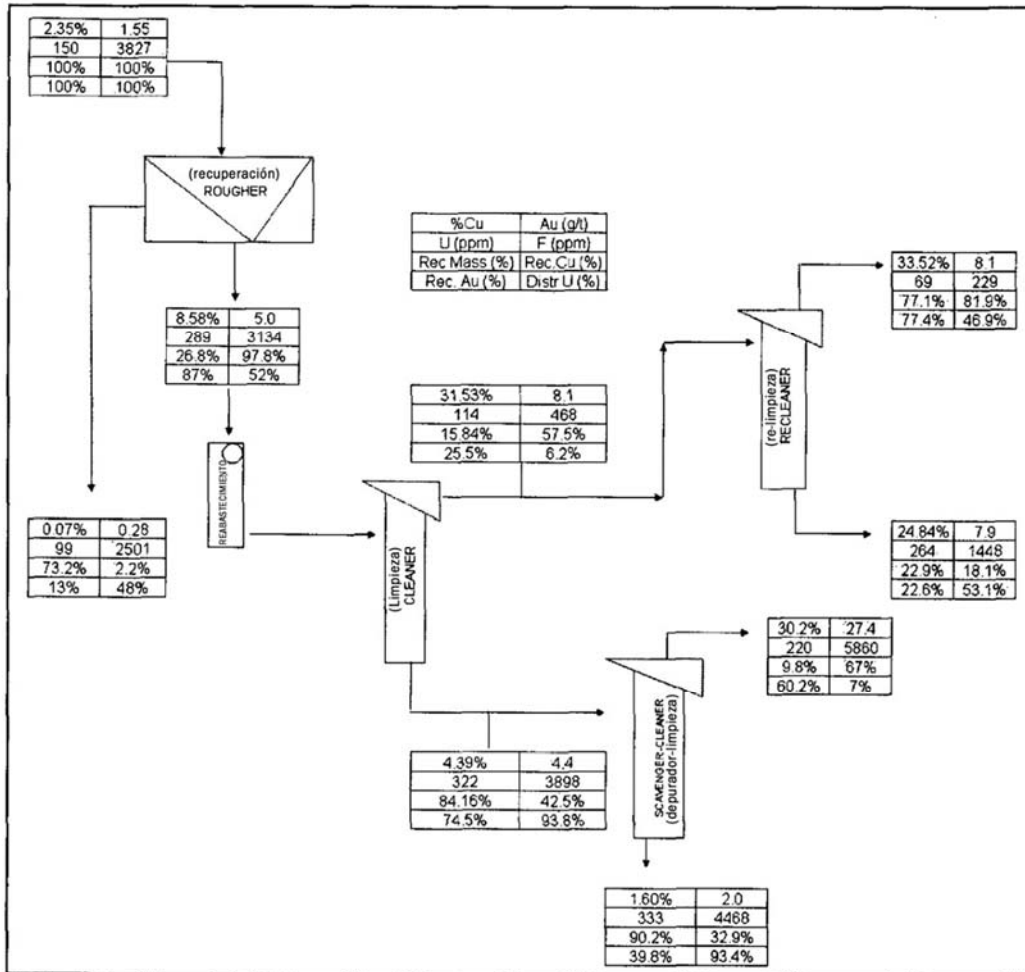 2.35% 1.55
150 3827
100% 100%
100% 100%
(recuperación)
ROUGHER
%Cu Au (g/t)
U (ppm) F (ppm)
Rec Mass (%) Rec.Cu (%)
Rec. Au (%) Distr U (%)
33.52% 8.1
69 229
77.1% 81.9%
77.4% 46.9%
8.58% 5.0
289 3134
26.8% 97.8%
87% 52%
(re-limpieza)
RECLEANER
31.53% 8.1
114 468
15.84% 57.5%
25.5% 6.2%
REABASTECIMIENTO
0.07% 0.28
99 2501
73.2% 2.2%
13% 48%
(Limpieza)
CLEANER
24.84% 7.9
264 1448
22.9% 18.1%
22.6% 53.1%
30.2% 27.4
220 5860
9.8% 67%
60.2% 7%
SCAVENGER-CLEANER
(depurador-limpieza)
4.39% 4.4
322 3898
84.16% 42.5%
74.5% 93.8%
1.60% 2.0
333 4468
90.2% 32.9%
39.8% 93.4%